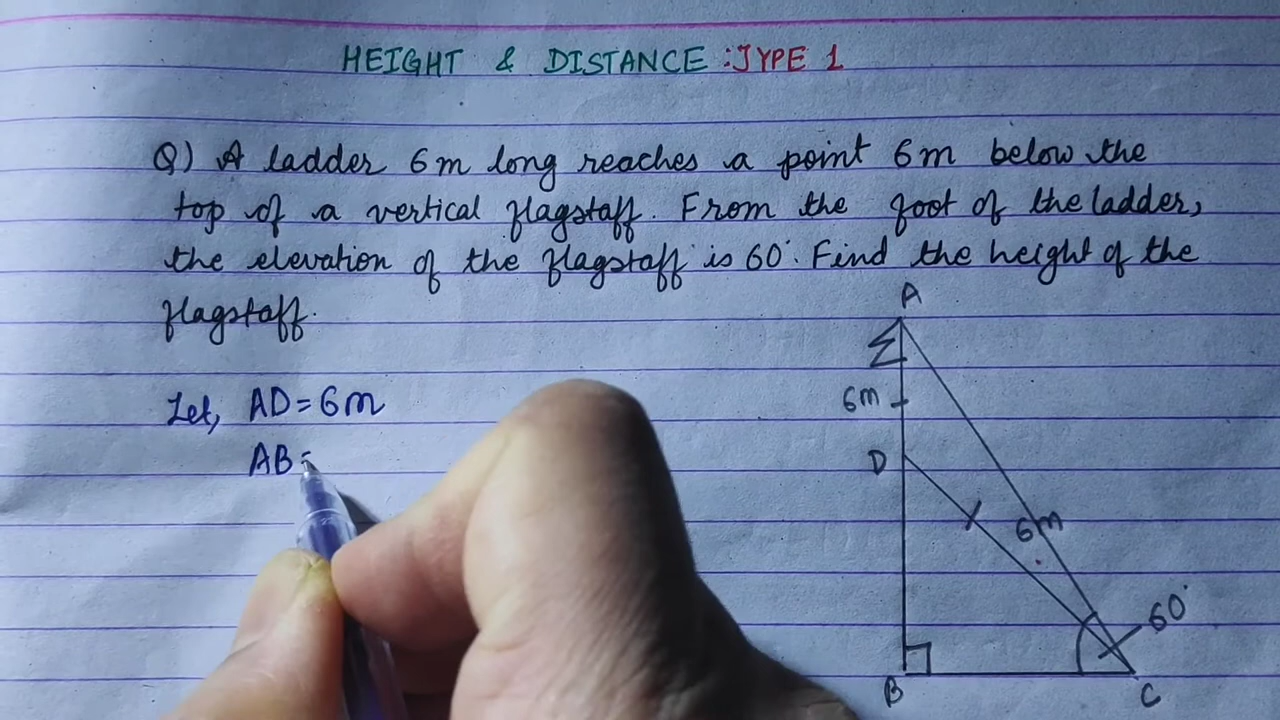 HEIGHT & DISTANCE : TYPE 1
Q) A ladder 6m long reaches a point 6m below the
top of a vertical flagstaff. From the foot of the ladder,
the elevation of the flagstaff is 60°. Find the height of the
flagstaff.
A
Let, AD = 6m
6m
AB =
D
6m
60°
B
C